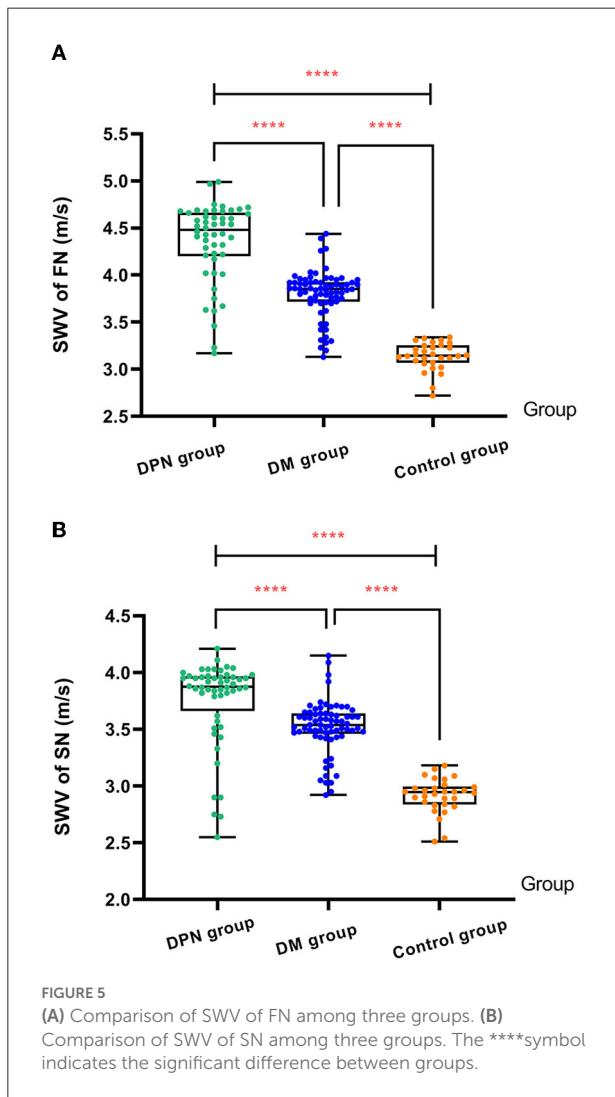 A
****
****
****
5.5
5.0
4.5
4.0
3.5
3.0
2.5
SWV of FN (m/s)
Group
DPN group
DM group
Control group
B
****
****
****
4.5
4.0
3.5
3.0
2.5
2.0
SWV of SN (m/s)
Group
DPN group
DM group
Control group
FIGURE 5
(A) Comparison of SWV of FN among three groups. (B)
Comparison of SWV of SN among three groups. The ****symbol
indicates the significant difference between groups.